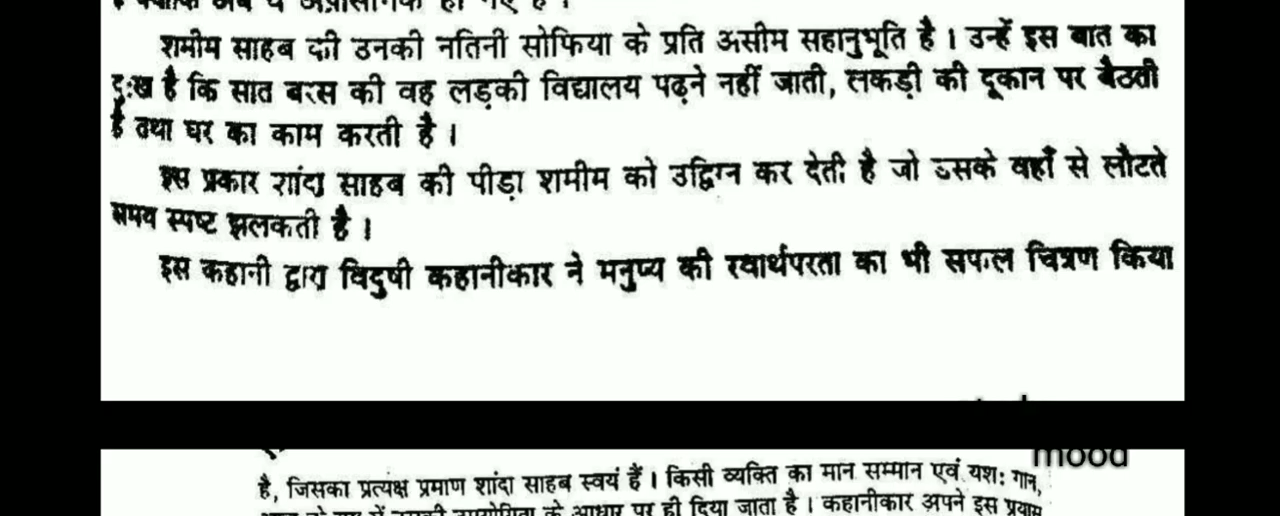 शमीम साहब की उनकी नतिनी सोफिया के प्रति असीम सहानुभूति है । उन्हें इस बात का
दुःख है कि सात बरस की वह लड़की विद्यालय पढ़ने नहीं जाती, लकड़ी की दूकान पर बैठती
है तथा घर का काम करती है ।
इस प्रकार शांदा साहब की पीड़ा शमीम को उद्विग्न कर देती है जो उसके वहाँ से लौटते
समय स्पष्ट झलकती है ।
इस कहानी द्वारा विदुषी कहानीकार ने मनुष्य की स्वार्थपरता का भी सफल चित्रण किया
mood
है, जिसका प्रत्यक्ष प्रमाण शांदा साहब स्वयं हैं । किसी व्यक्ति का मान सम्मान एवं यश: गान,
के आधार पर ही दिया जाता है । कहानीकार अपने इस प्रयास